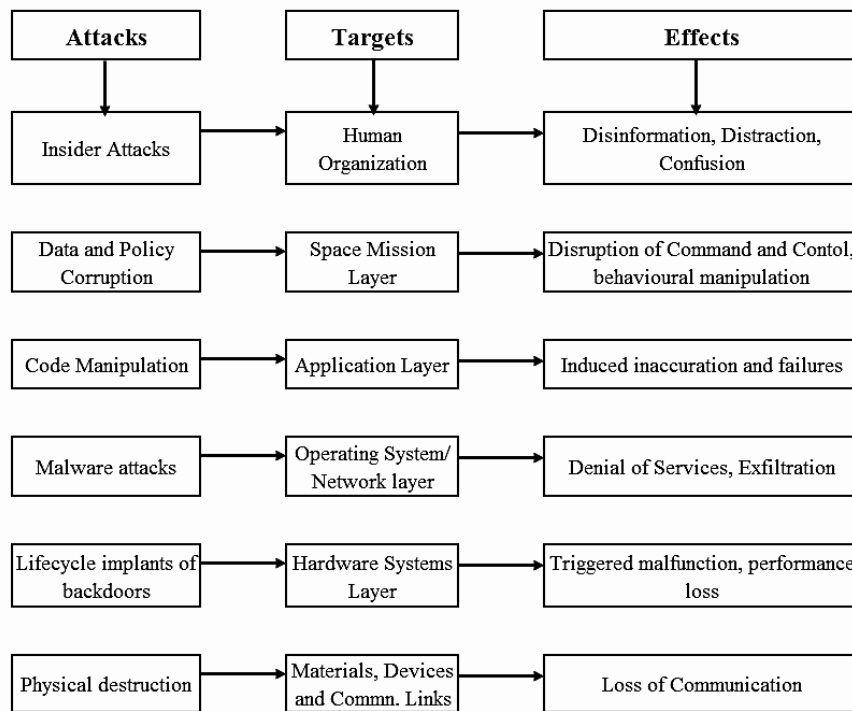 Attacks
Targets
Effects
Insider Attacks
Human
Organization
Disinformation, Distraction,
Confusion
Data and Policy
Corruption
Space Mission
Layer
Disruption of Command and Contol,
behavioural manipulation
Code Manipulation
Application Layer
Induced inaccuration and failures
Malware attacks
Operating System/
Network layer
Denial of Services, Exfiltration
Lifecycle implants of
backdoors
Hardware Systems
Layer
Triggered malfunction, performance
loss
Physical destruction
Materials, Devices
and Commn. Links
Loss of Communication